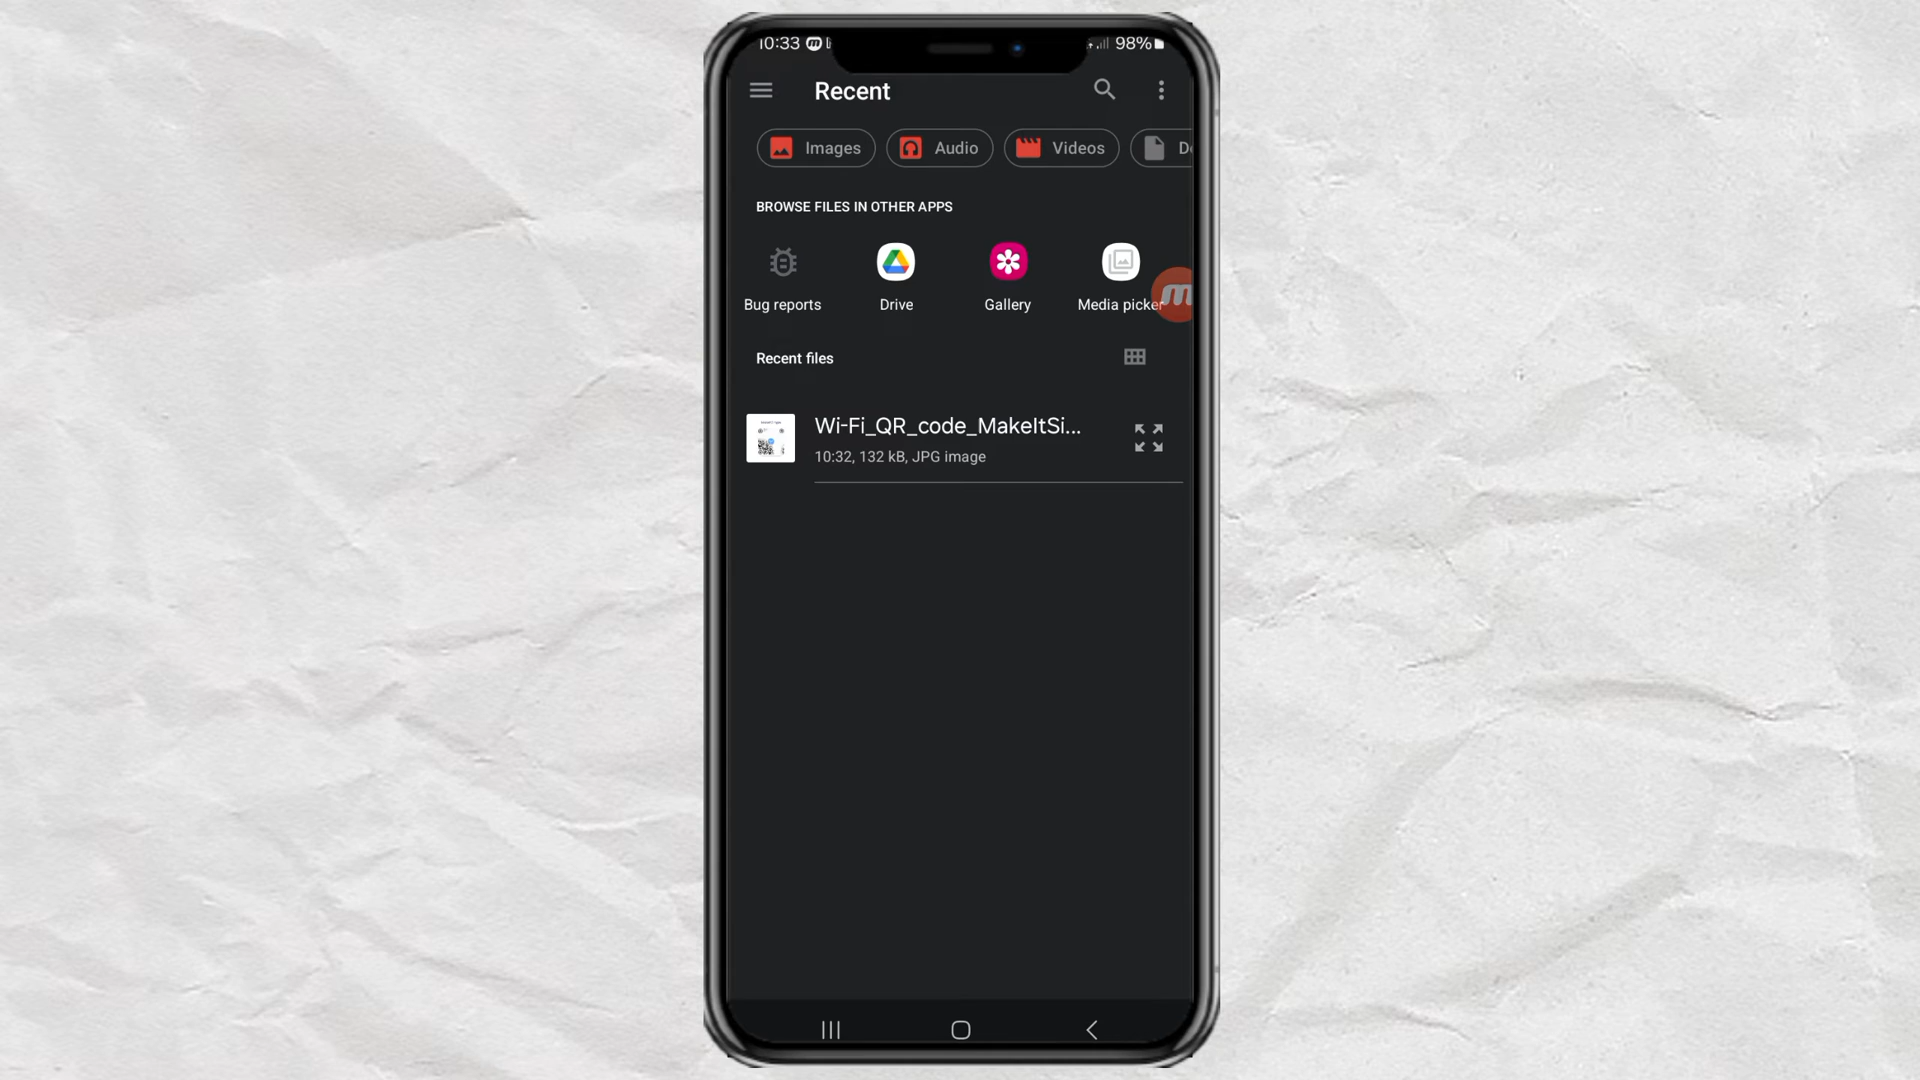 10:33 98%
Recent
Images Audio Videos
BROWSE FILES IN OTHER APPS
Bug reports Drive Gallery Media picker
Recent files
Wi-Fi_QR_code_MakeItSi...
10:32, 132 kB, JPG image